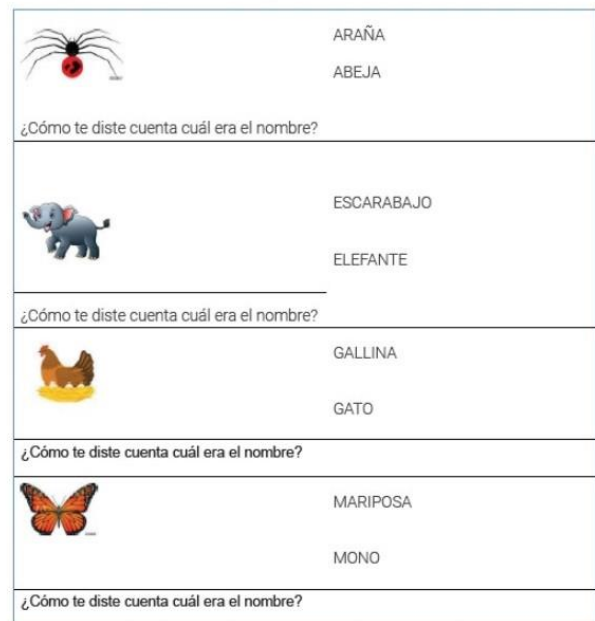 ARAÑA
ABEJA
¿Cómo te diste cuenta cuál era el nombre?
ESCARABAJO
ELEFANTE
¿Cómo te diste cuenta cuál era el nombre?
GALLINA
GATO
¿Cómo te diste cuenta cuál era el nombre?
MARIPOSA
MONO
¿Cómo te diste cuenta cuál era el nombre?